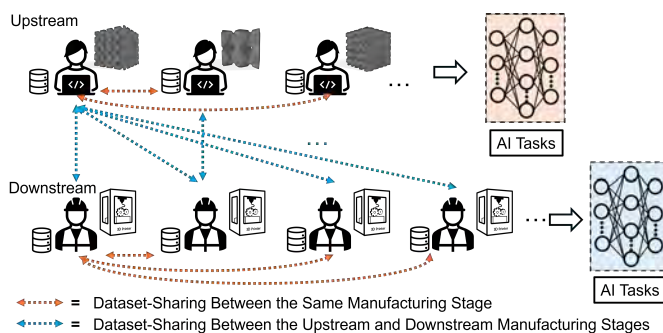 Upstream
</>
</>
</>
...
AI Tasks
...
Downstream
...
AI Tasks
= Dataset-Sharing Between the Same Manufacturing Stage
= Dataset-Sharing Between the Upstream and Downstream Manufacturing Stages